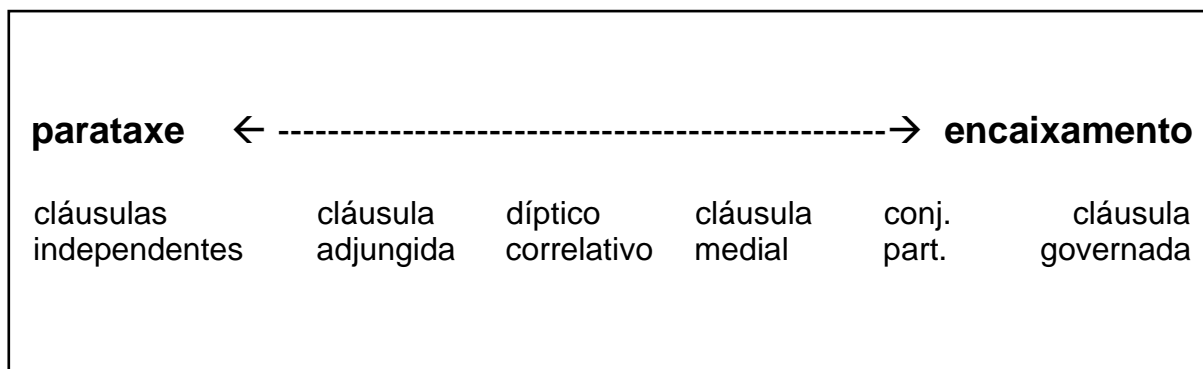 parataxe ← ------------------------------------------------→ encaixamento
cláusulas cláusula díptico cláusula conj. cláusula
independentes adjungida correlativo medial part. governada